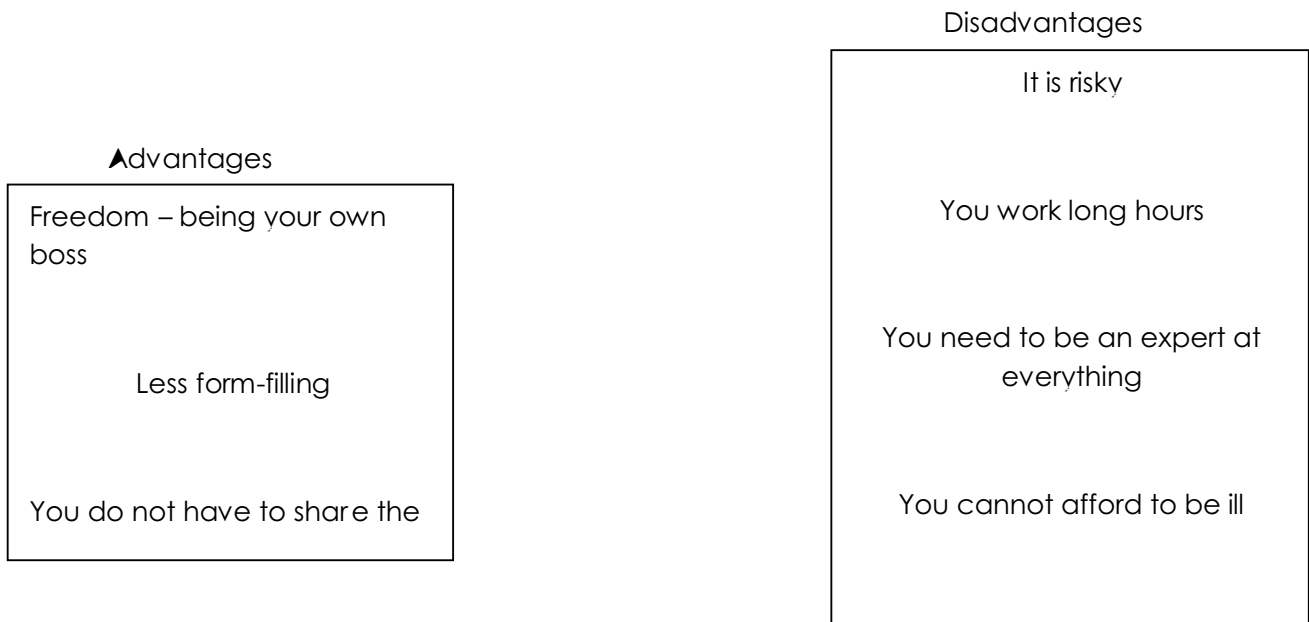 Advantages
Freedom – being your own
boss
Less form-filling
You do not have to share the
Disadvantages
It is risky
You work long hours
You need to be an expert at
everything
You cannot afford to be ill